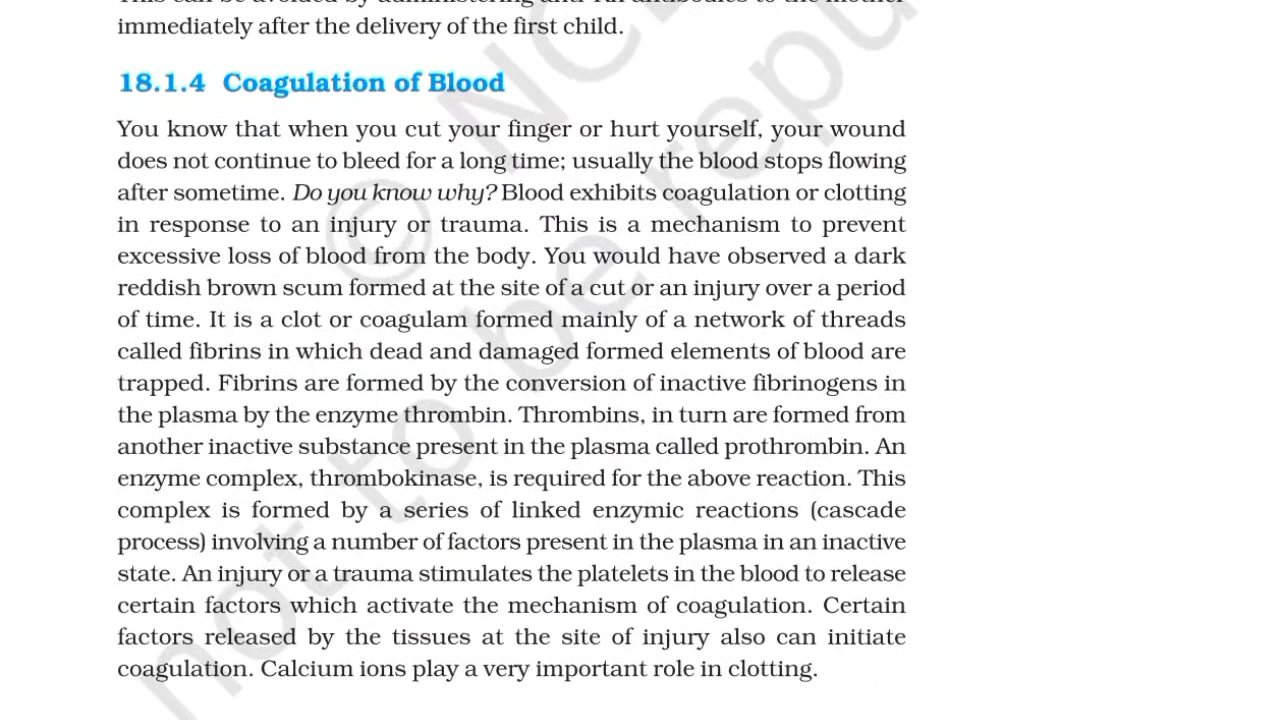 immediately after the delivery of the first child.
18.1.4 Coagulation of Blood
You know that when you cut your finger or hurt yourself, your wound
does not continue to bleed for a long time; usually the blood stops flowing
after sometime. Do you know why? Blood exhibits coagulation or clotting
in response to an injury or trauma. This is a mechanism to prevent
excessive loss of blood from the body. You would have observed a dark
reddish brown scum formed at the site of a cut or an injury over a period
of time. It is a clot or coagulam formed mainly of a network of threads
called fibrins in which dead and damaged formed elements of blood are
trapped. Fibrins are formed by the conversion of inactive fibrinogens in
the plasma by the enzyme thrombin. Thrombins, in turn are formed from
another inactive substance present in the plasma called prothrombin. An
enzyme complex, thrombokinase, is required for the above reaction. This
complex is formed by a series of linked enzymic reactions (cascade
process) involving a number of factors present in the plasma in an inactive
state. An injury or a trauma stimulates the platelets in the blood to release
certain factors which activate the mechanism of coagulation. Certain
factors released by the tissues at the site of injury also can initiate
coagulation. Calcium ions play a very important role in clotting.
© NC
not to be repu